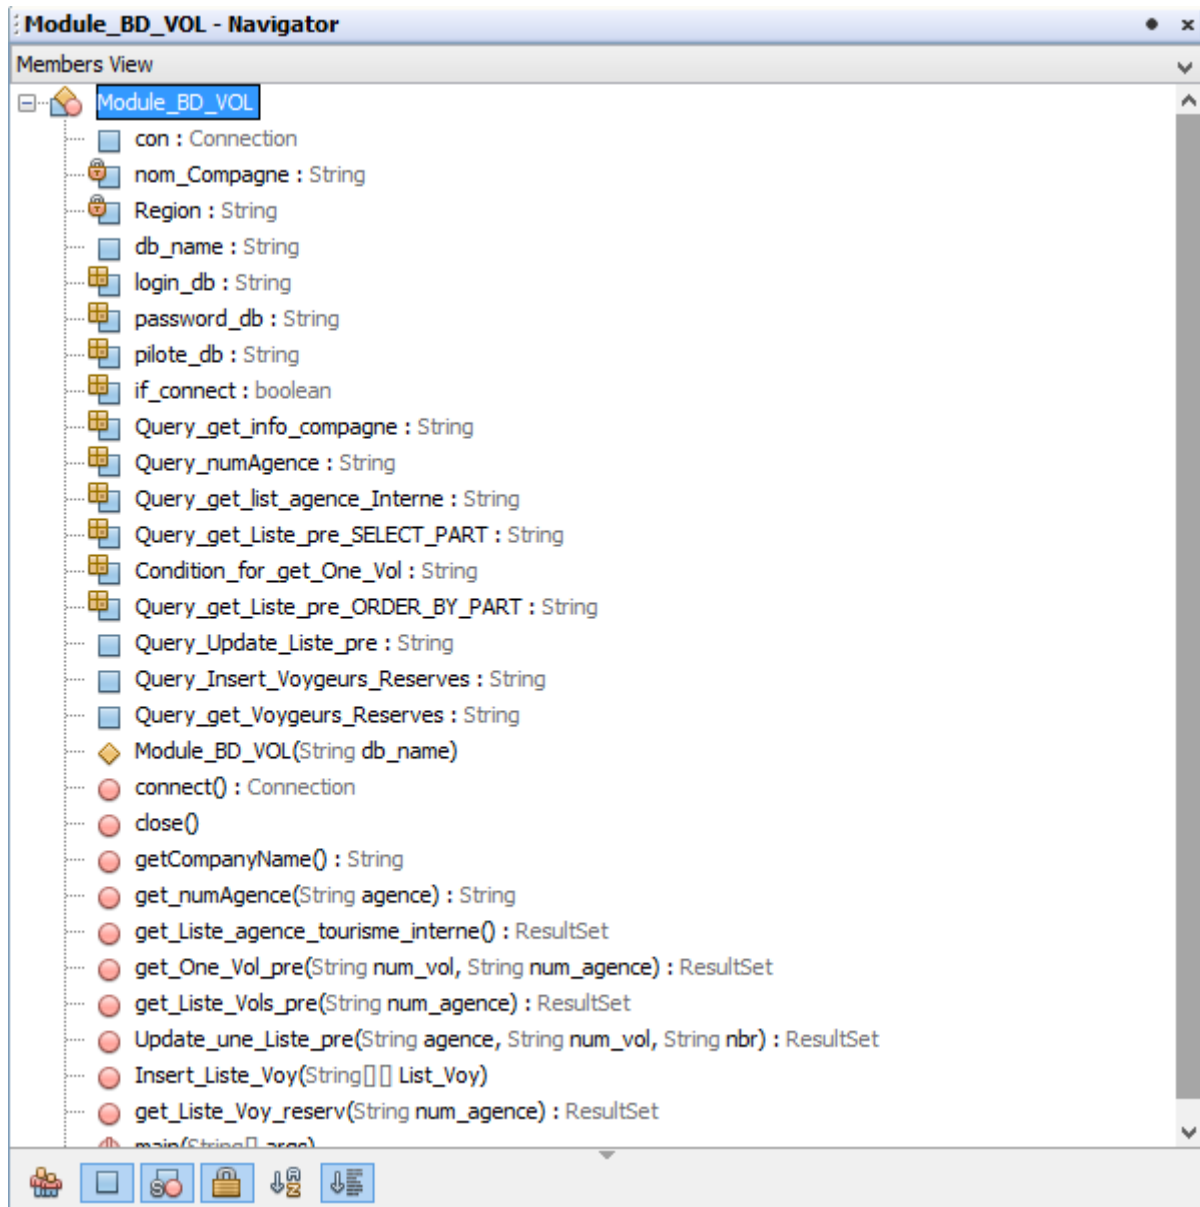 Module_BD_VOL - Navigator
Members View
Module_BD_VOL
con : Connection
nom_Compagne : String
Region : String
db_name : String
login_db : String
password_db : String
pilote_db : String
if_connect : boolean
Query_get_info_compagne : String
Query_numAgence : String
Query_get_list_agence_Interne : String
Query_get_Liste_pre_SELECT_PART : String
Condition_for_get_One_Vol : String
Query_get_Liste_pre_ORDER_BY_PART : String
Query_Update_Liste_pre : String
Query_Insert_Voygeurs_Reserves : String
Query_get_Voygeurs_Reserves : String
Module_BD_VOL(String db_name)
connect() : Connection
close()
getCompanyName() : String
get_numAgence(String agence) : String
get_Liste_agence_tourisme_interne() : ResultSet
get_One_Vol_pre(String num_vol, String num_agence) : ResultSet
get_Liste_Vols_pre(String num_agence) : ResultSet
Update_une_Liste_pre(String agence, String num_vol, String nbr) : ResultSet
Insert_Liste_Voy(String[][] List_Voy)
get_Liste_Voy_reserv(String num_agence) : ResultSet
main(String[] args)